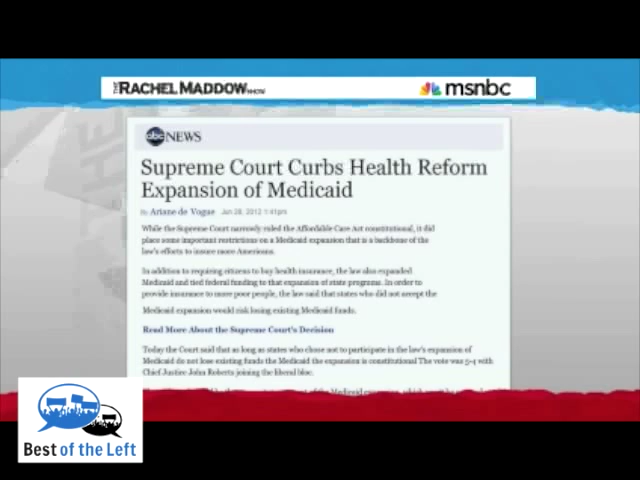 THE RACHEL MADDOW SHOW
msnbc
abc NEWS
Supreme Court Curbs Health Reform
Expansion of Medicaid
By Ariane de Vogue Jun 28, 2012 1:41pm
While the Supreme Court narrowly ruled the Affordable Care Act constitutional, it did
place some important restrictions on a Medicaid expansion that is a backbone of the
law's efforts to insure more Americans.
In addition to requiring citizens to buy health insurance, the law also expanded
Medicaid and tied federal funding to that expansion of state programs. In order to
provide insurance to more poor people, the law said that states who did not accept the
Medicaid expansion would risk losing existing Medicaid funds.
Read More About the Supreme Court's Decision
Today the Court said that as long as states who chose not to participate in the law's expansion of
Medicaid do not lose existing funds the Medicaid the expansion is constitutional The vote was 5-4 with
Chief Justice John Roberts joining the liberal bloc.
Best of the Left